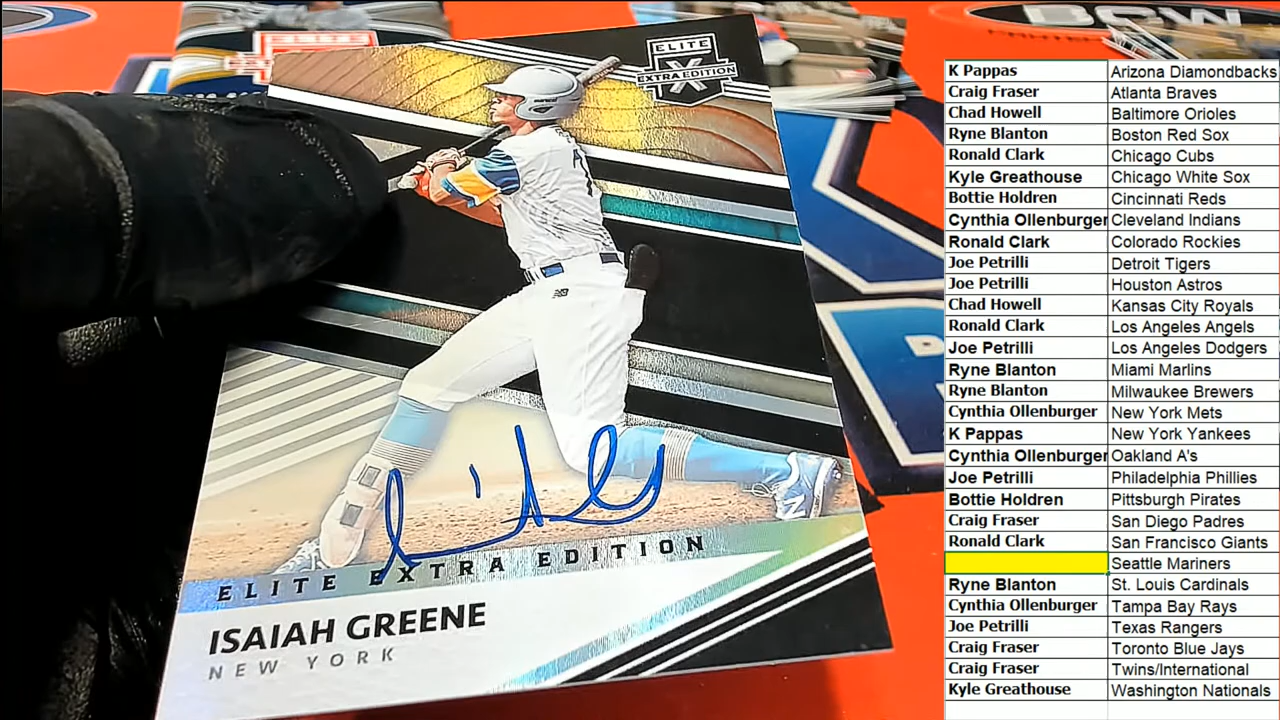 BCW
ELITE
EXTRA EDITION
X
ELITE EXTRA EDITION
ISAIAH GREENE
NEW YORK
K Pappas Arizona Diamondbacks
Craig Fraser Atlanta Braves
Chad Howell Baltimore Orioles
Ryne Blanton Boston Red Sox
Ronald Clark Chicago Cubs
Kyle Greathouse Chicago White Sox
Bottie Holdren Cincinnati Reds
Cynthia Ollenburger Cleveland Indians
Ronald Clark Colorado Rockies
Joe Petrilli Detroit Tigers
Joe Petrilli Houston Astros
Chad Howell Kansas City Royals
Ronald Clark Los Angeles Angels
Joe Petrilli Los Angeles Dodgers
Ryne Blanton Miami Marlins
Ryne Blanton Milwaukee Brewers
Cynthia Ollenburger New York Mets
K Pappas New York Yankees
Cynthia Ollenburger Oakland A's
Joe Petrilli Philadelphia Phillies
Bottie Holdren Pittsburgh Pirates
Craig Fraser San Diego Padres
Ronald Clark San Francisco Giants
Seattle Mariners
Ryne Blanton St. Louis Cardinals
Cynthia Ollenburger Tampa Bay Rays
Joe Petrilli Texas Rangers
Craig Fraser Toronto Blue Jays
Craig Fraser Twins/International
Kyle Greathouse Washington Nationals